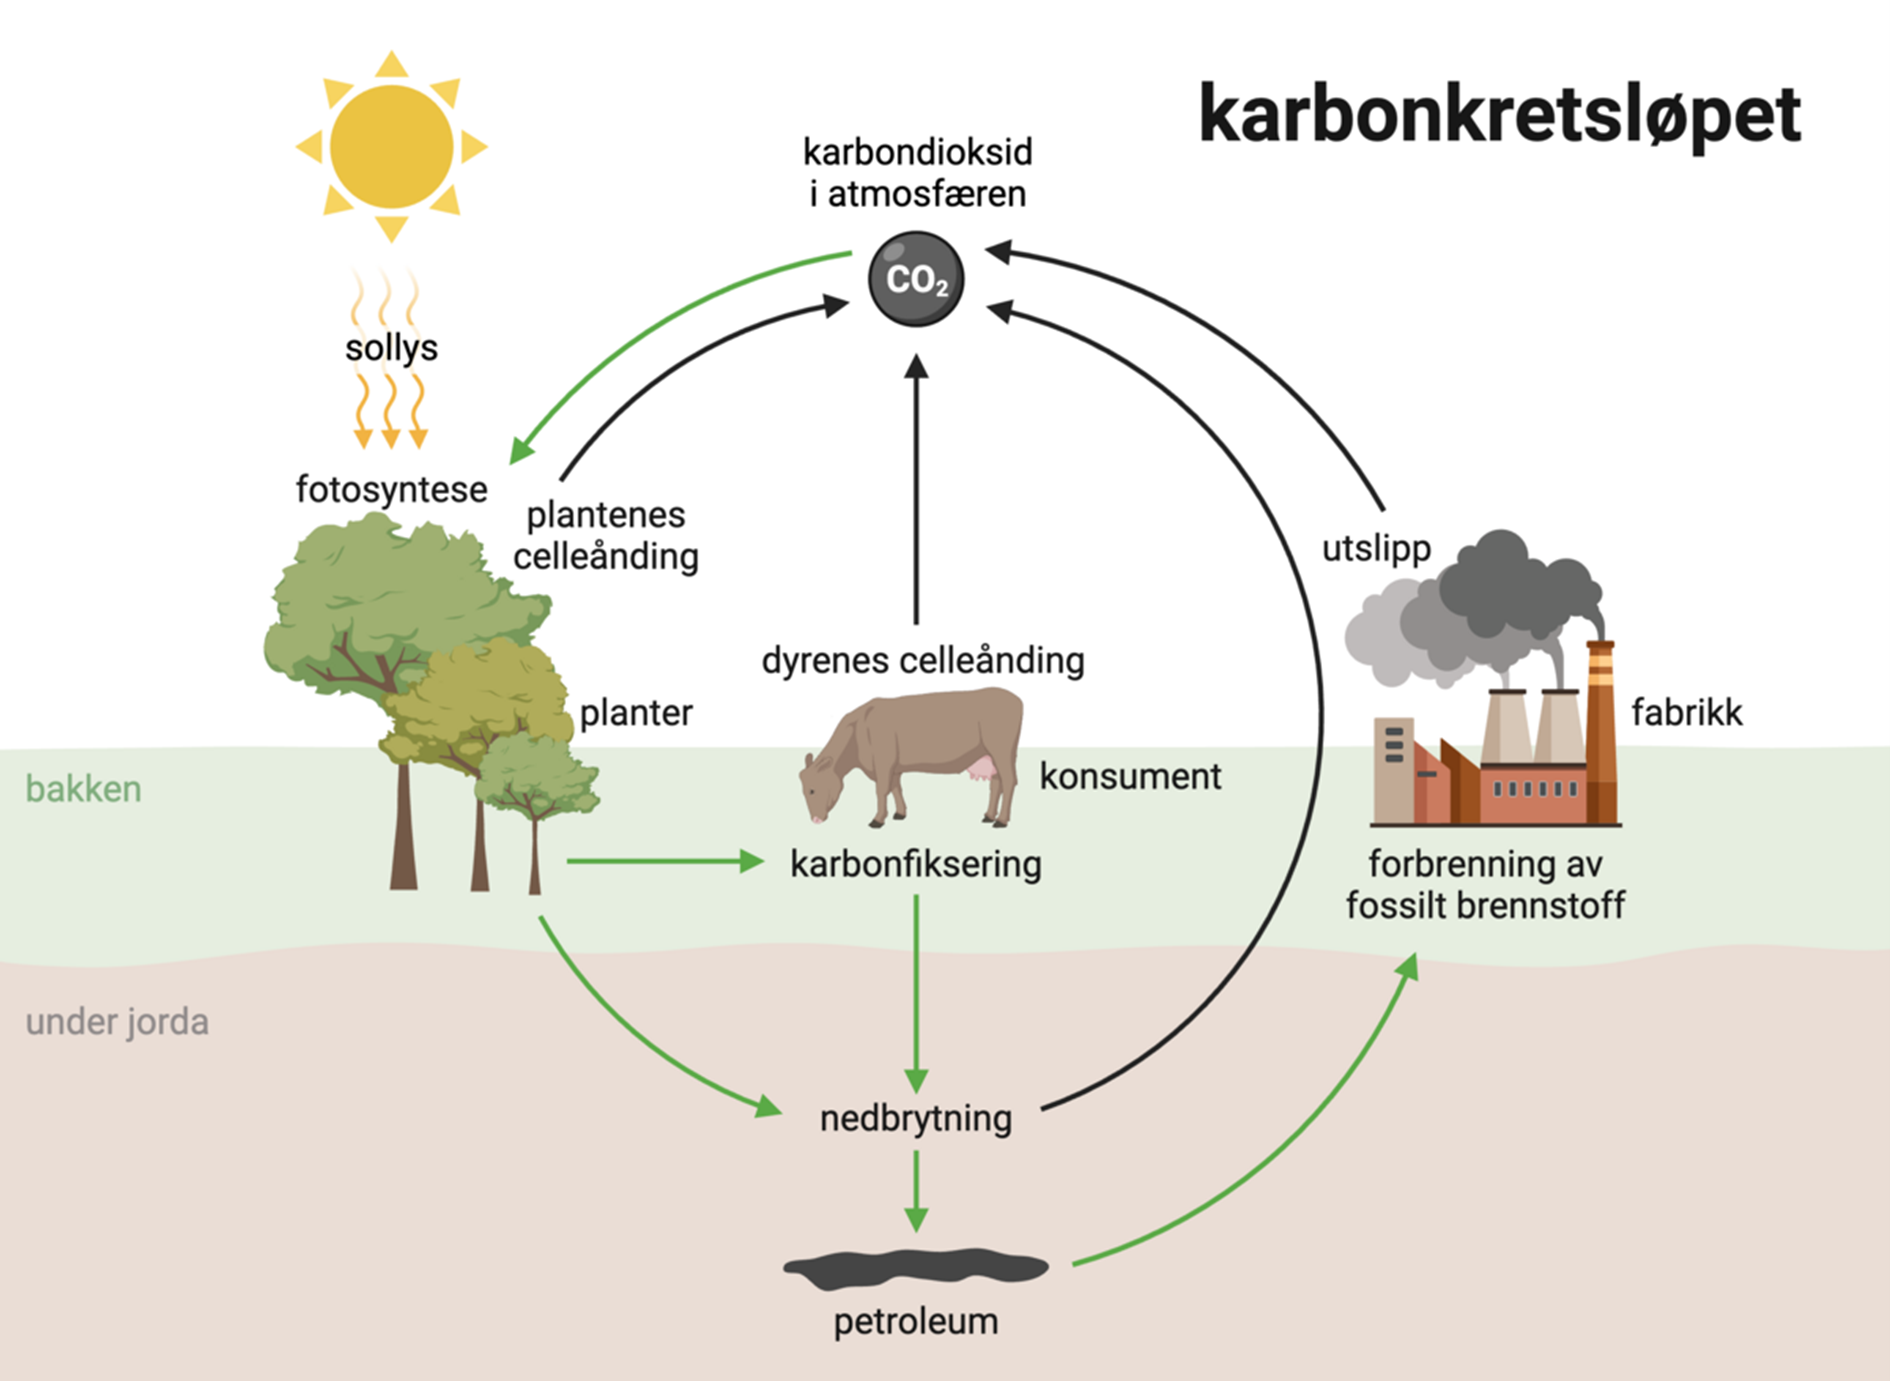 karbonkretsløpet
karbondioksid
i atmosfæren
CO₂
sollys
fotosyntese
plantenes
celleånding
utslipp
dyrenes celleånding
planter
fabrikk
konsument
bakken
karbonfiksering
forbrenning av
fossilt brennstoff
under jorda
nedbrytning
petroleum